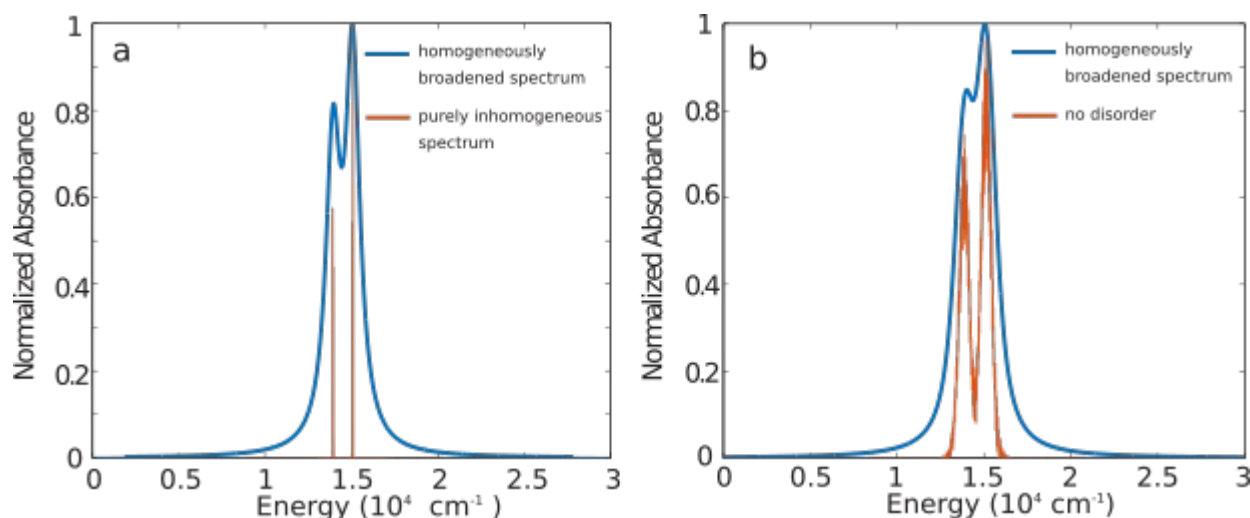 a
homogeneously
broadened spectrum
purely inhomogeneous
spectrum
Normalized Absorbance
1
0.8
0.6
0.4
0.2
0
0 0.5 1 1.5 2 2.5 3
Energy (10⁴ cm⁻¹ )
b
homogeneously
broadened spectrum
no disorder
Normalized Absorbance
1
0.8
0.6
0.4
0.2
0
0 0.5 1 1.5 2 2.5 3
Energy (10⁴ cm⁻¹ )